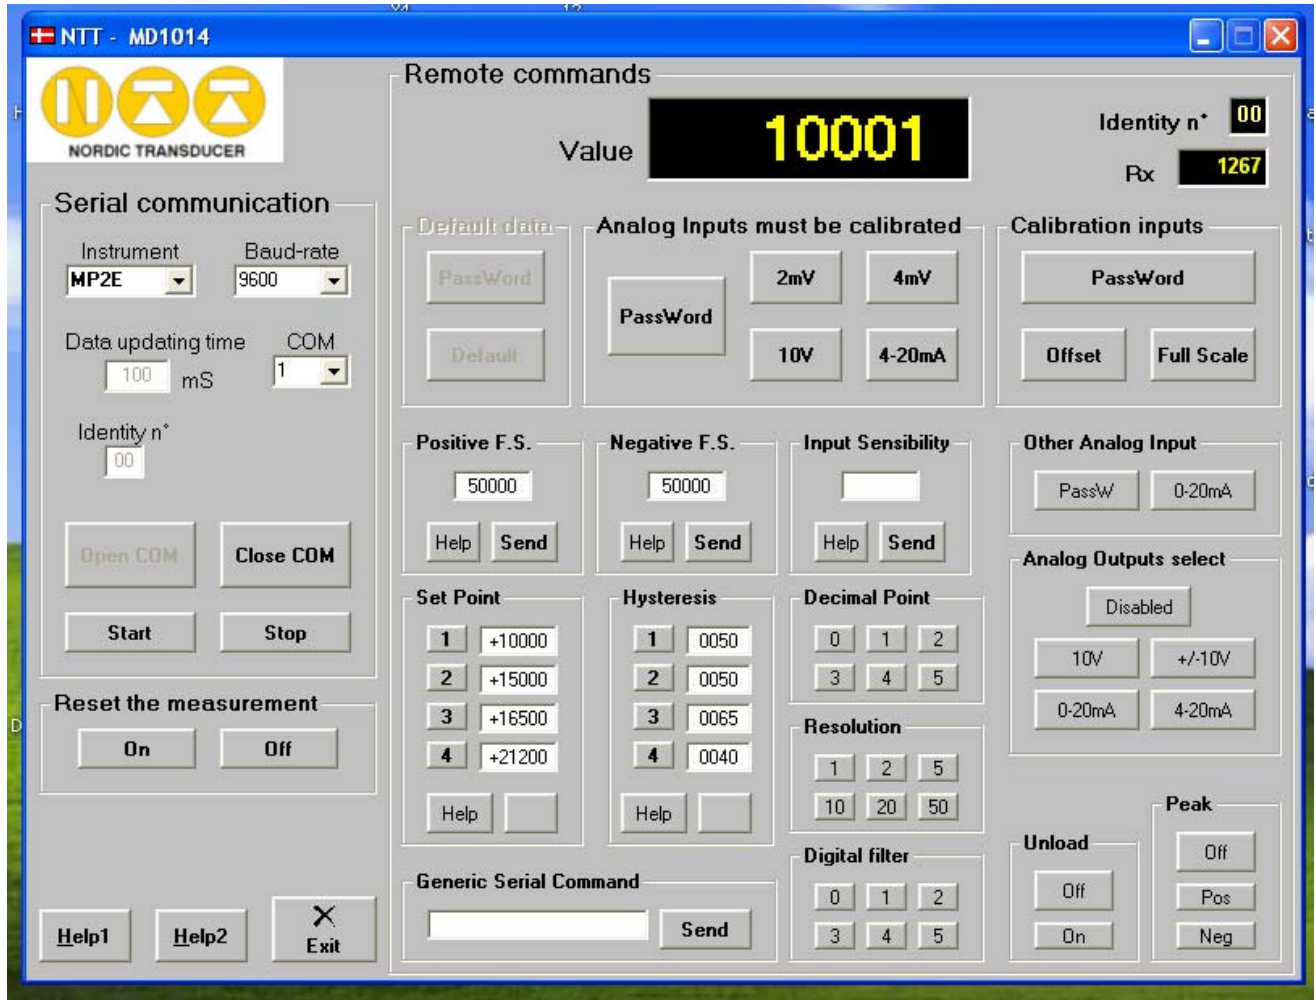 NTT - MD1014
NTT
NORDIC TRANSDUCER
Serial communication
Instrument Baud-rate
MP2E 9600
Data updating time COM
100 mS 1
Identity n°
00
Open COM Close COM
Start Stop
Reset the measurement
On Off
Help1 Help2 Exit
Remote commands
Value 10001
Identity n° 00
Rx 1267
Default data
PassWord
Default
Analog Inputs must be calibrated
PassWord
2mV 4mV
10V 4-20mA
Calibration inputs
PassWord
Offset Full Scale
Positive F.S.
50000
Help Send
Negative F.S.
50000
Help Send
Input Sensibility
Help Send
Other Analog Input
PassW 0-20mA
Set Point
1 +10000
2 +15000
3 +16500
4 +21200
Help
Hysteresis
1 0050
2 0050
3 0065
4 0040
Help
Decimal Point
0 1 2
3 4 5
Resolution
1 2 5
10 20 50
Digital filter
0 1 2
3 4 5
Analog Outputs select
Disabled
10V +/-10V
0-20mA 4-20mA
Generic Serial Command
Send
Unload
Off
On
Peak
Off
Pos
Neg